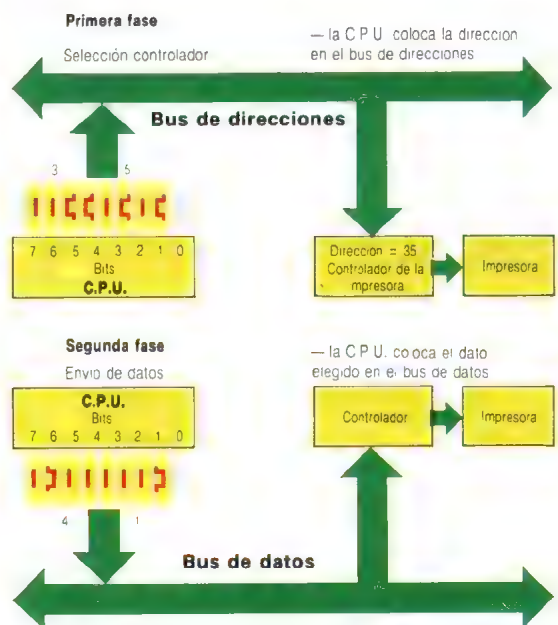 Primera fase
Selección controlador
— la C.P.U. coloca la direccion
en el bus de direcciones
Bus de direcciones
3 5
7 6 5 4 3 2 1 0
Bits
C.P.U.
Direccion = 35
Controlador de la
mpresora
Impresora
Segunda fase
Envio de datos
— la C.P.U. coloca el dato
elegido en el bus de datos
C.P.U.
Bits
7 6 5 4 3 2 1 0
4 1
Controlador
Impresora
Bus de datos